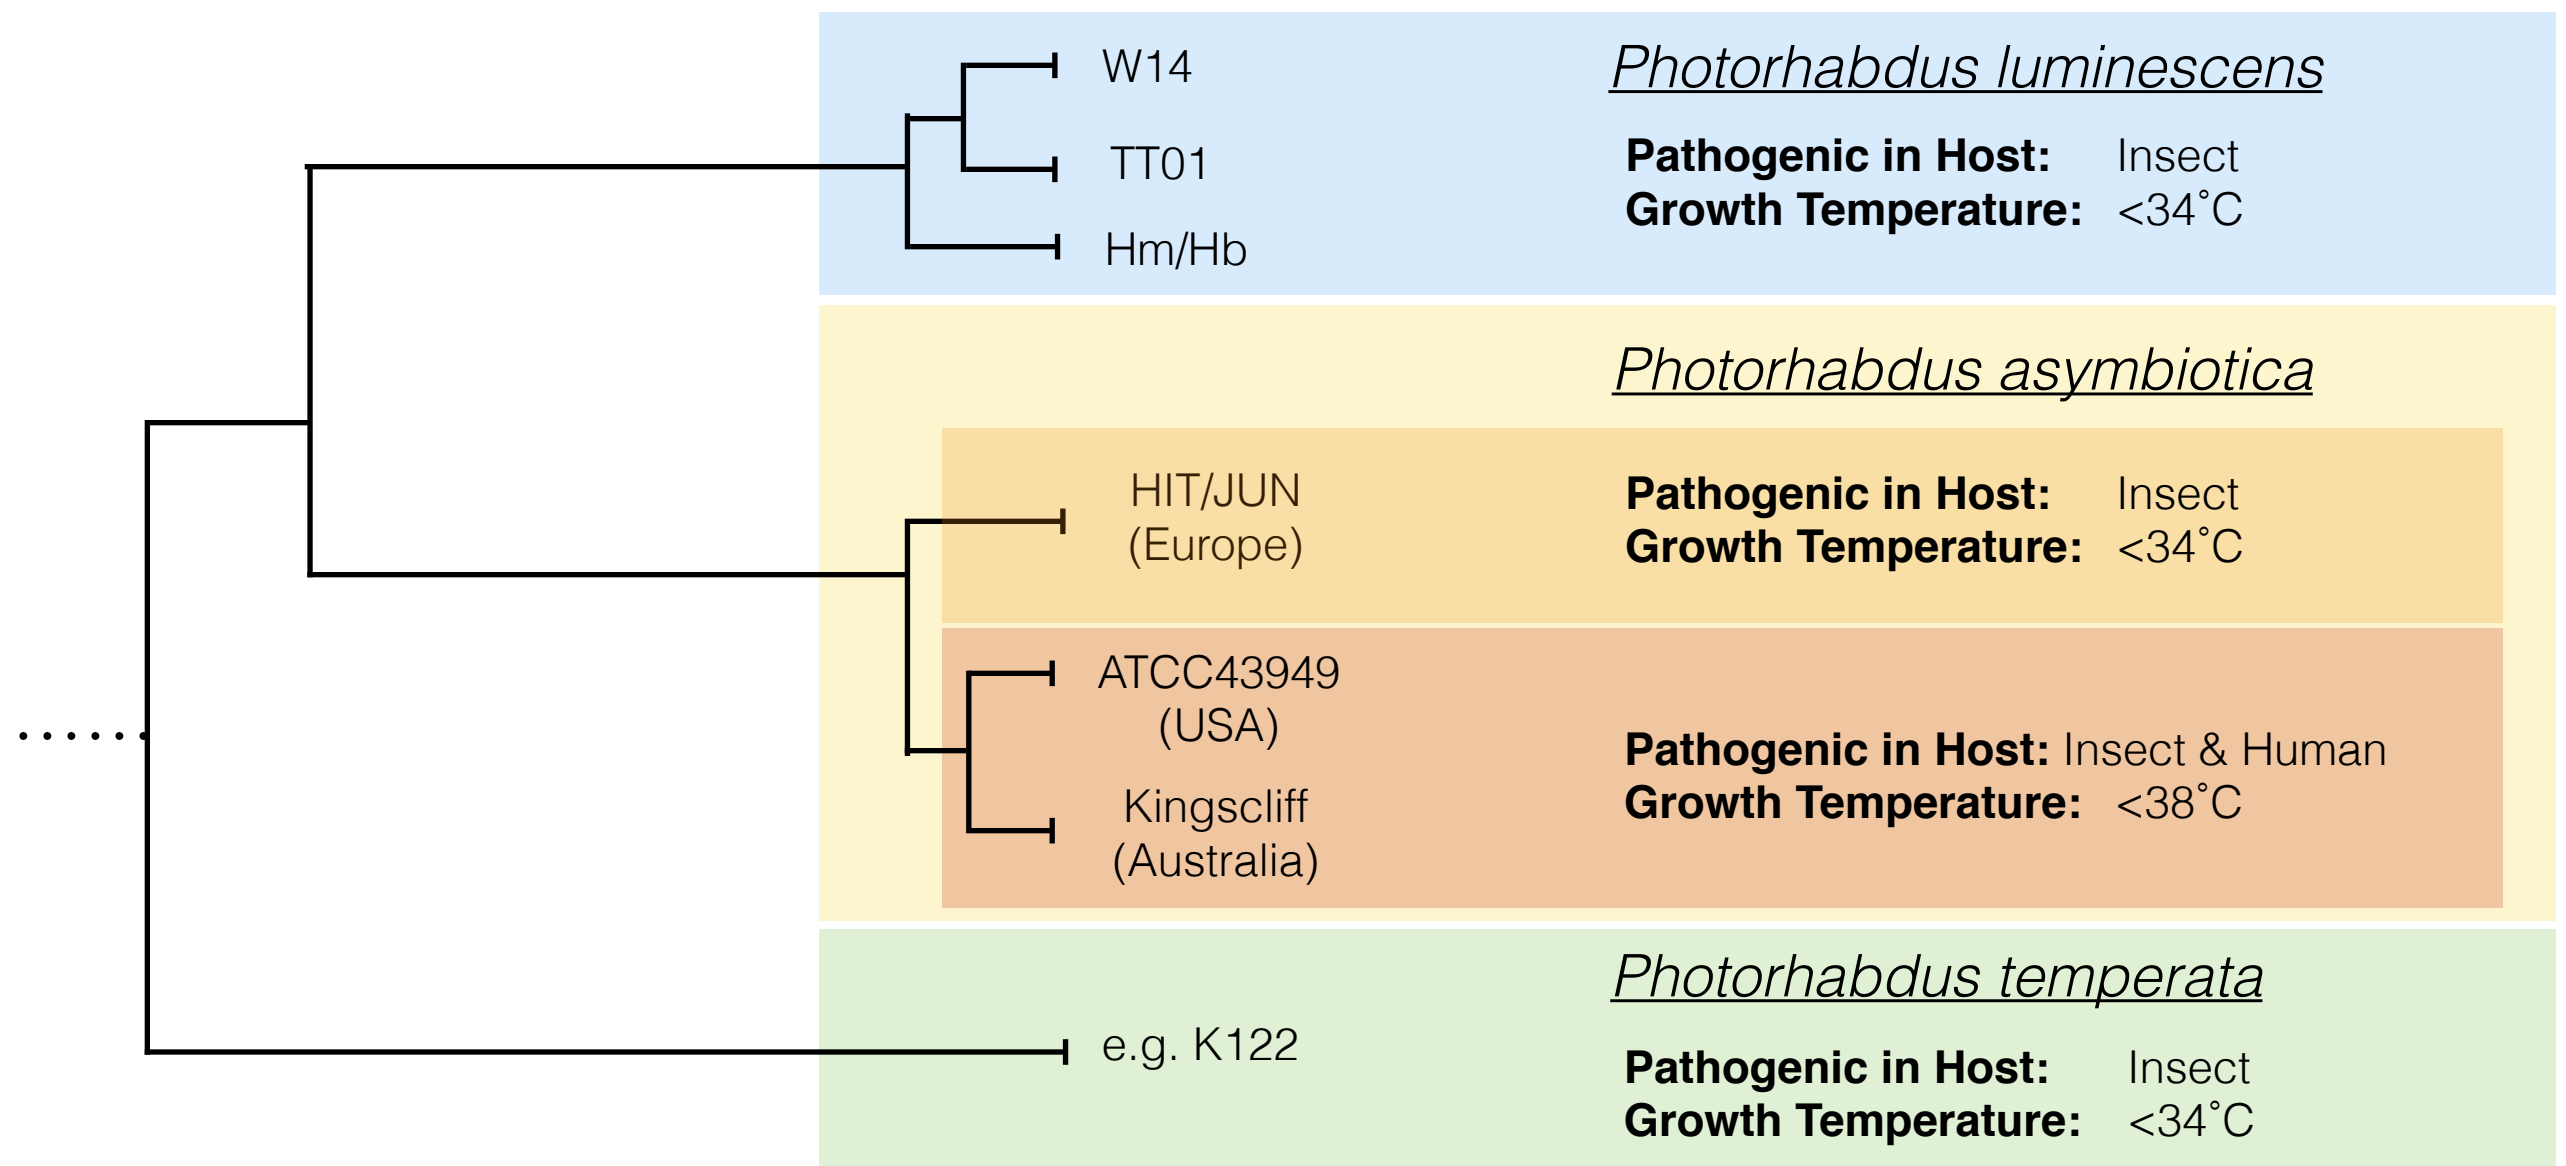 W14
TT01
Hm/Hb
Photorhabdus luminescens
Pathogenic in Host: Insect
Growth Temperature: <34˚C
Photorhabdus asymbiotica
HIT/JUN
(Europe)
Pathogenic in Host: Insect
Growth Temperature: <34˚C
ATCC43949
(USA)
Kingscliff
(Australia)
Pathogenic in Host: Insect & Human
Growth Temperature: <38˚C
Photorhabdus temperata
e.g. K122
Pathogenic in Host: Insect
Growth Temperature: <34˚C